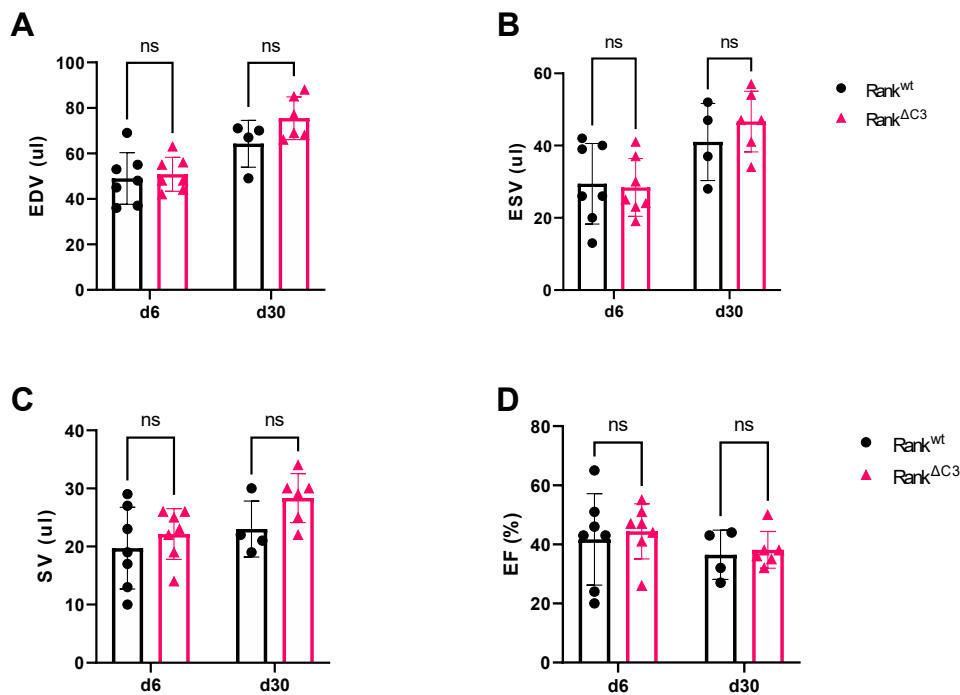 A
ns
ns
100
80
60
40
20
0
EDV (ul)
d6
d30
B
ns
ns
60
40
20
0
ESV (ul)
d6
d30
Rank^wt
Rank^ΔC3
C
ns
ns
40
30
20
10
0
SV (ul)
d6
d30
D
ns
ns
80
60
40
20
0
EF (%)
d6
d30
Rank^wt
Rank^ΔC3